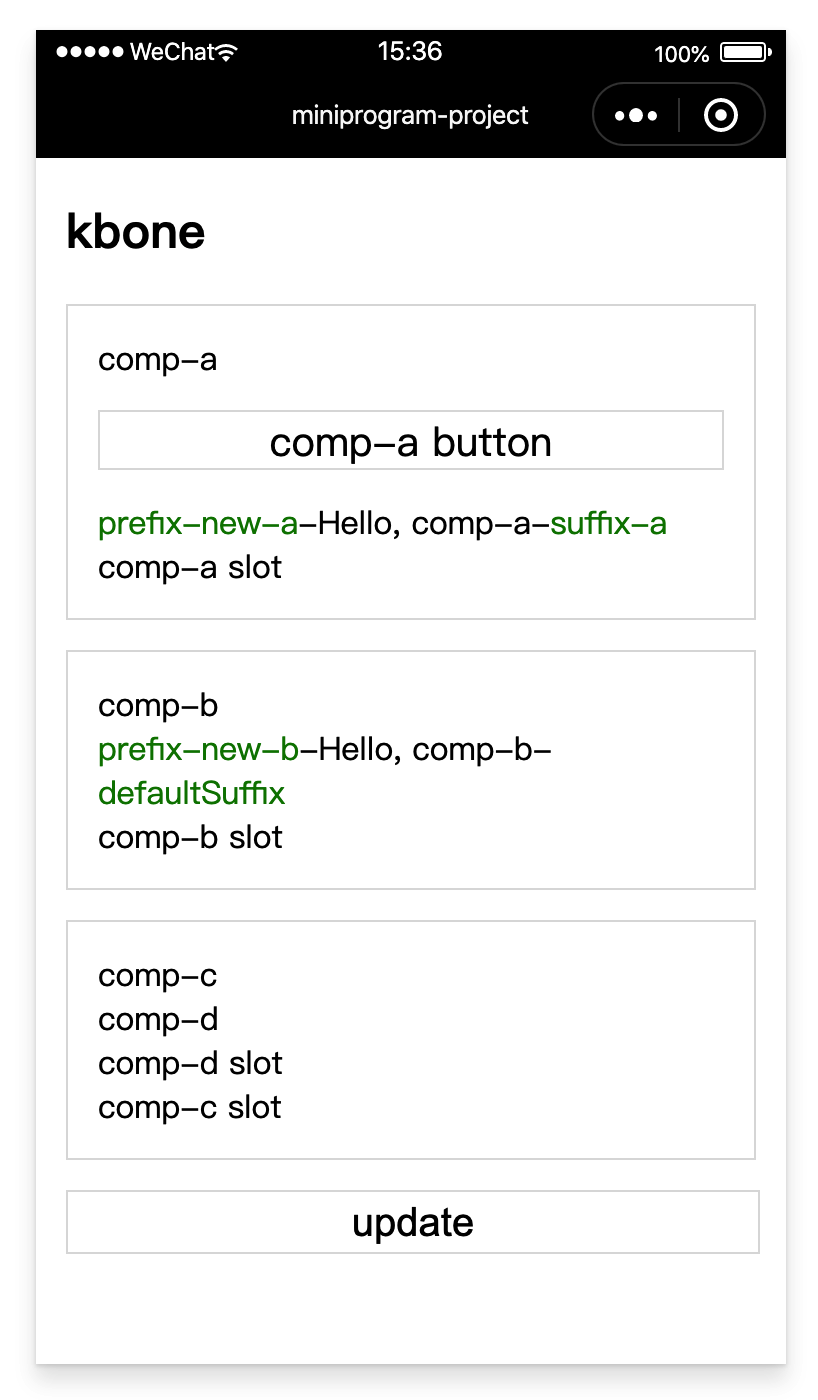 WeChat 15:36 100%
miniprogram-project
kbone
comp-a
comp-a button
prefix-new-a-Hello, comp-a-suffix-a
comp-a slot
comp-b
prefix-new-b-Hello, comp-b-
defaultSuffix
comp-b slot
comp-c
comp-d
comp-d slot
comp-c slot
update